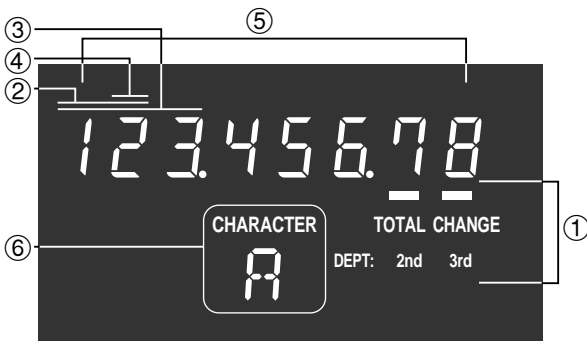 ③ ⑤
④
②
123.456.78
CHARACTER TOTAL CHANGE
①
⑥ A DEPT: 2nd 3rd